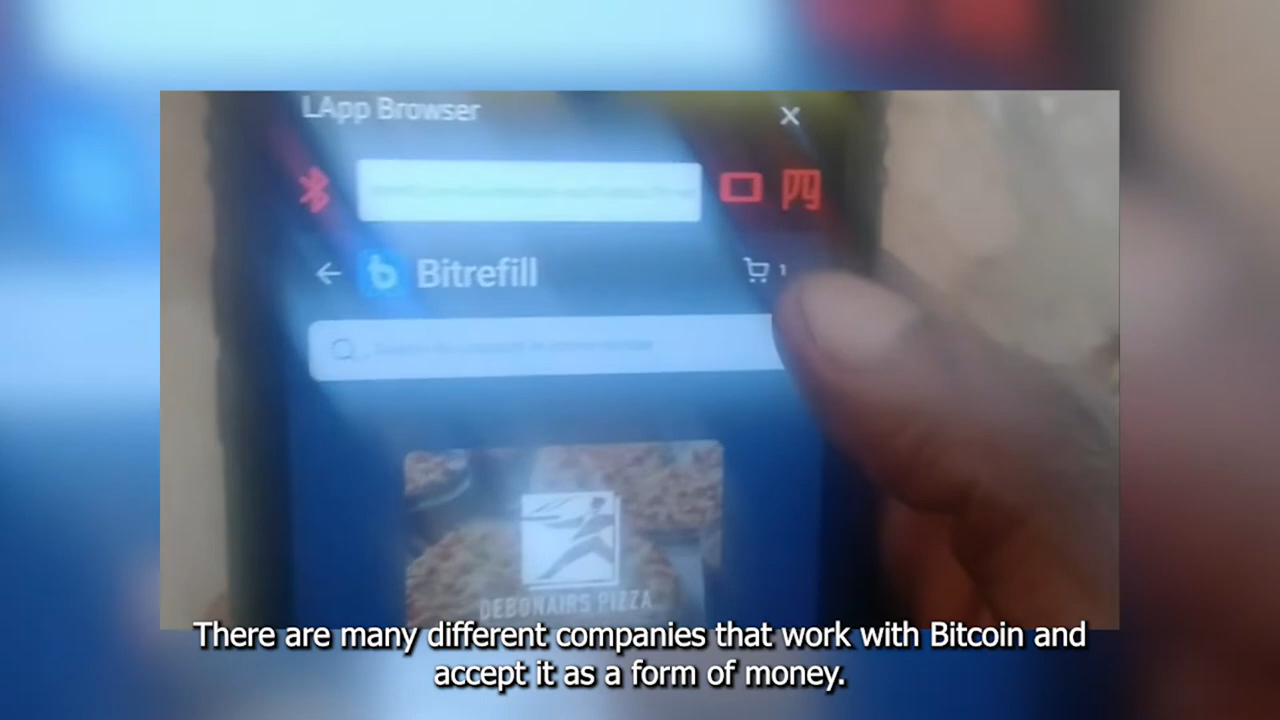 LApp Browser
Bitrefill
1
DEBONAIRS PIZZA
There are many different companies that work with Bitcoin and
accept it as a form of money.